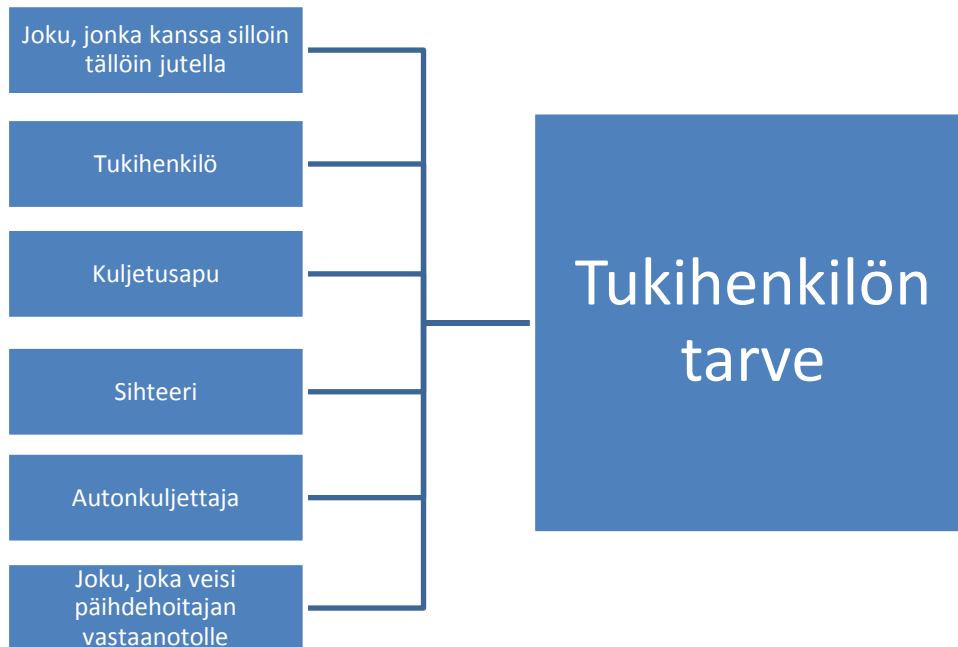 Joku, jonka kanssa silloin
tällöin jutella
Tukihenkilö
Kuljetusapu
Sihteeri
Autonkuljettaja
Joku, joka veisi
päihdehoitajan
vastaanotolle
Tukihenkilön
tarve